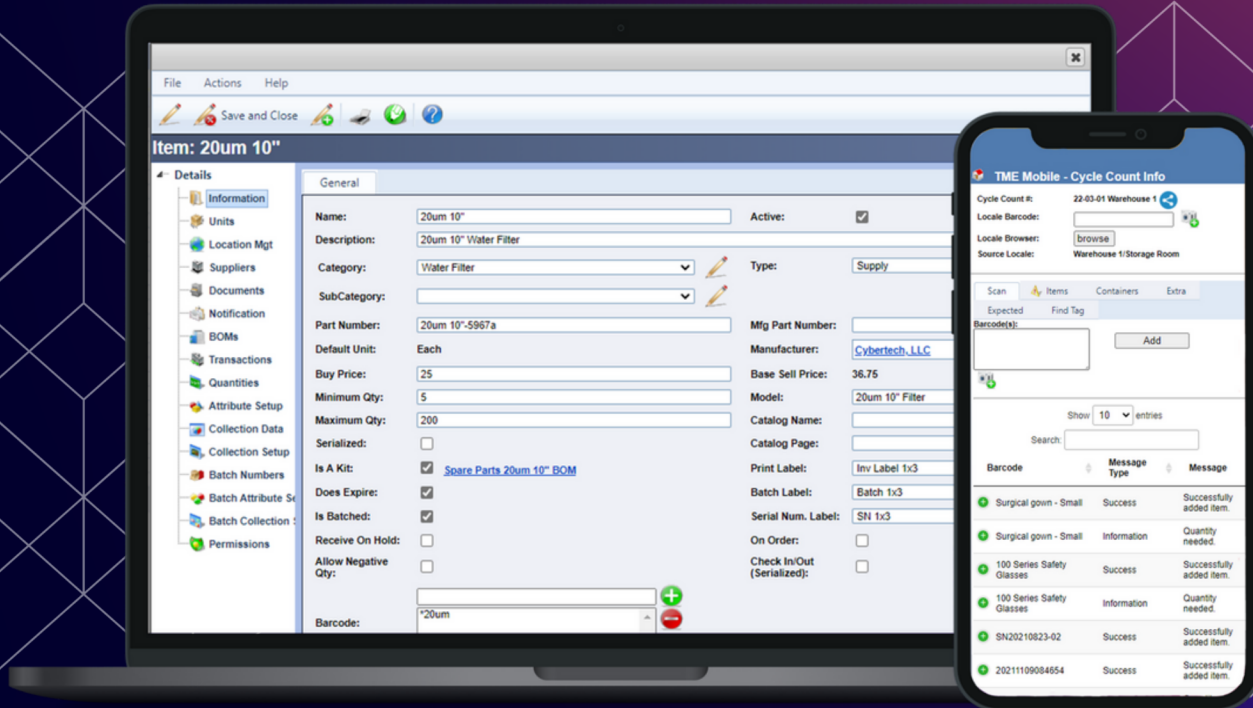 File Actions Help
Save and Close
Item: 20um 10"
Details
Information
Units
Location Mgt
Suppliers
Documents
Notification
BOMs
Transactions
Quantities
Attribute Setup
Collection Data
Collection Setup
Batch Numbers
Batch Attribute Se
Batch Collection
Permissions
General
Name: 20um 10" Active:
Description: 20um 10" Water Filter
Category: Water Filter Type: Supply
SubCategory:
Part Number: 20um 10"-5967a Mfg Part Number:
Default Unit: Each Manufacturer: Cybertech, LLC
Buy Price: 25 Base Sell Price: 36.75
Minimum Qty: 5 Model: 20um 10" Filter
Maximum Qty: 200 Catalog Name:
Serialized: Catalog Page:
Is A Kit: Spare Parts 20um 10" BOM Print Label: Inv Label 1x3
Does Expire: Batch Label: Batch 1x3
Is Batched: Serial Num. Label: SN 1x3
Receive On Hold: On Order:
Allow Negative Check In/Out
Qty: (Serialized):
Barcode: *20um
TME Mobile - Cycle Count Info
Cycle Count #: 22-03-01 Warehouse 1
Locale Barcode:
Locale Browser: browse
Source Locale: Warehouse 1/Storage Room
Scan Items Containers Extra
Expected Find Tag
Barcode(s):
Add
Show 10 entries
Search:
Barcode Message Type Message
Surgical gown - Small Success Successfully added item.
Surgical gown - Small Information Quantity needed.
100 Series Safety Glasses Success Successfully added item.
100 Series Safety Glasses Information Quantity needed.
SN20210823-02 Success Successfully added item.
20211109084654 Success Successfully added item.